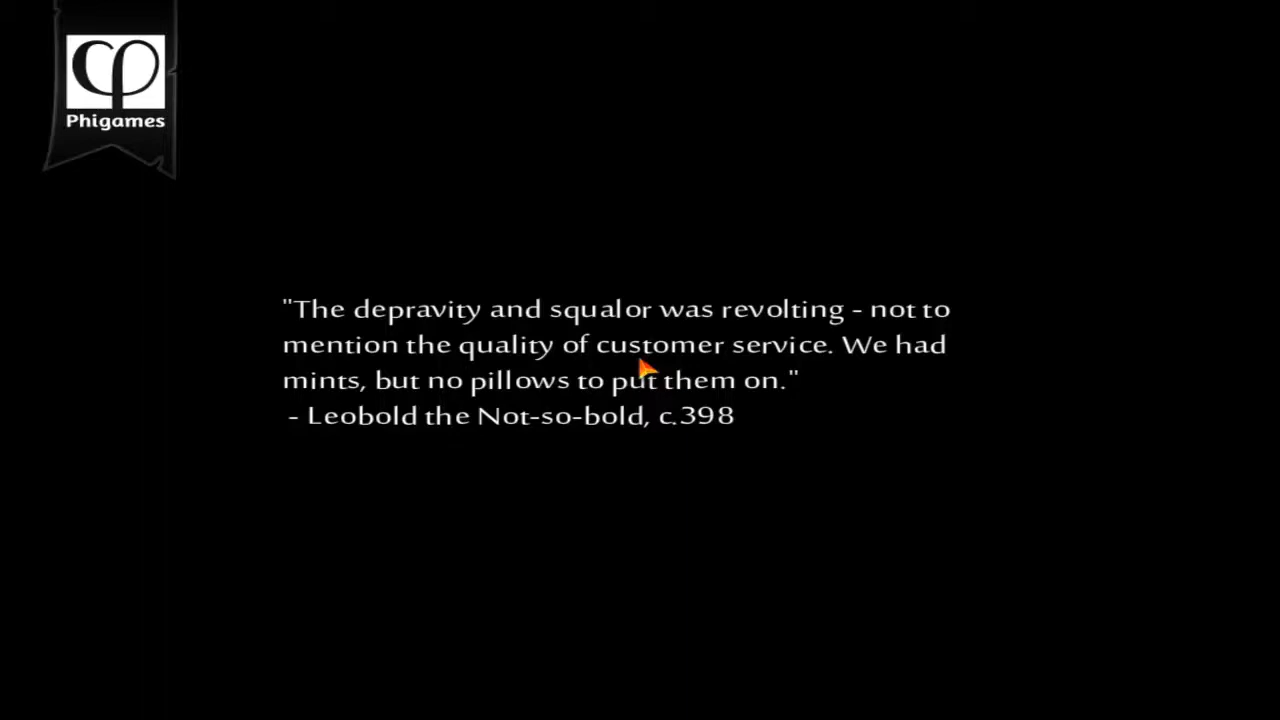 φ
Phigames
"The depravity and squalor was revolting - not to
mention the quality of customer service. We had
mints, but no pillows to put them on."
- Leobold the Not-so-bold, c.398